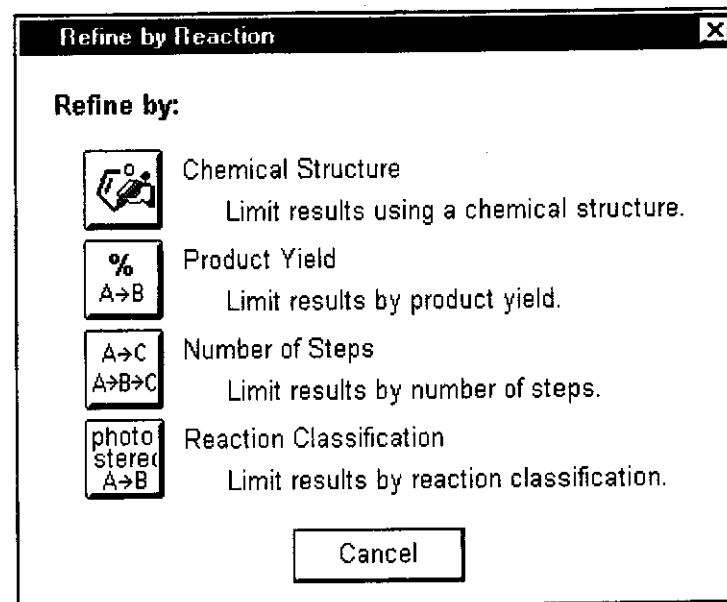 Refine by Reaction
Refine by:
Chemical Structure
Limit results using a chemical structure.
%
A→B
Product Yield
Limit results by product yield.
A→C
A→B→C
Number of Steps
Limit results by number of steps.
photo
stere
A→B
Reaction Classification
Limit results by reaction classification.
Cancel